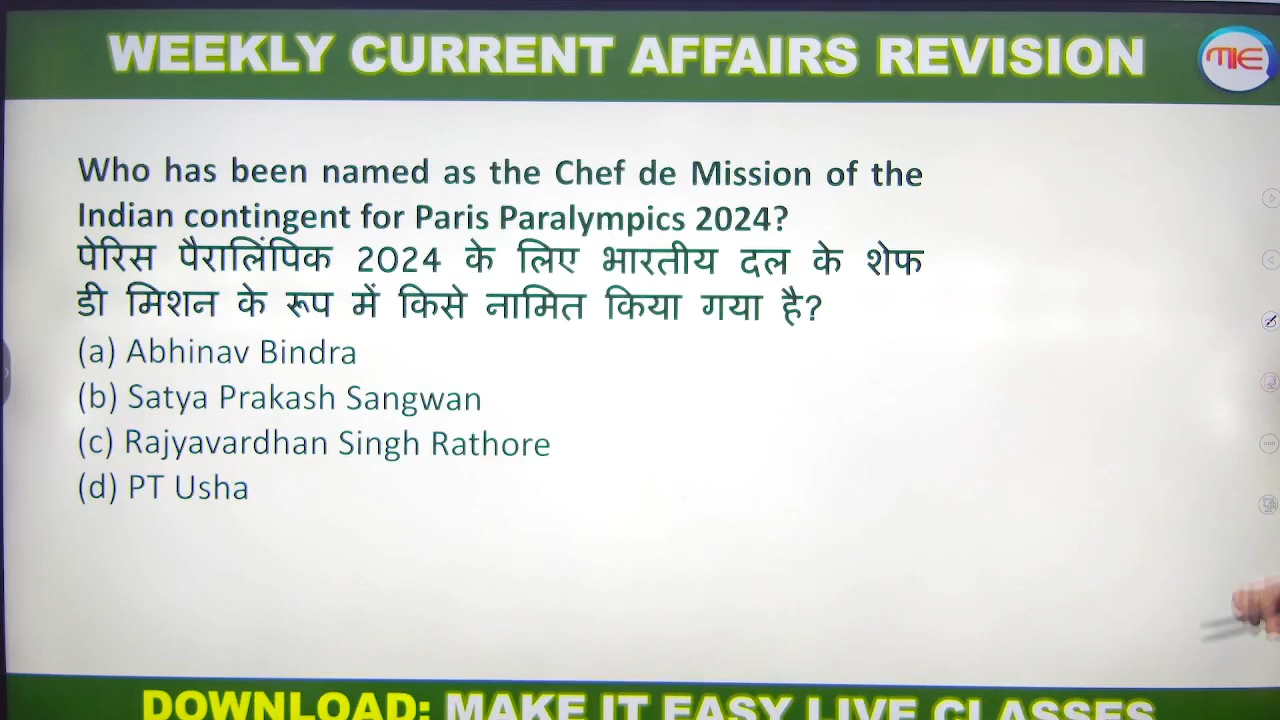 WEEKLY CURRENT AFFAIRS REVISION
MIE
Who has been named as the Chef de Mission of the
Indian contingent for Paris Paralympics 2024?
पेरिस पैरालिंपिक 2024 के लिए भारतीय दल के शेफ
डी मिशन के रूप में किसे नामित किया गया है?
(a) Abhinav Bindra
(b) Satya Prakash Sangwan
(c) Rajyavardhan Singh Rathore
(d) PT Usha
DOWNLOAD: MAKE IT EASY LIVE CLASSES